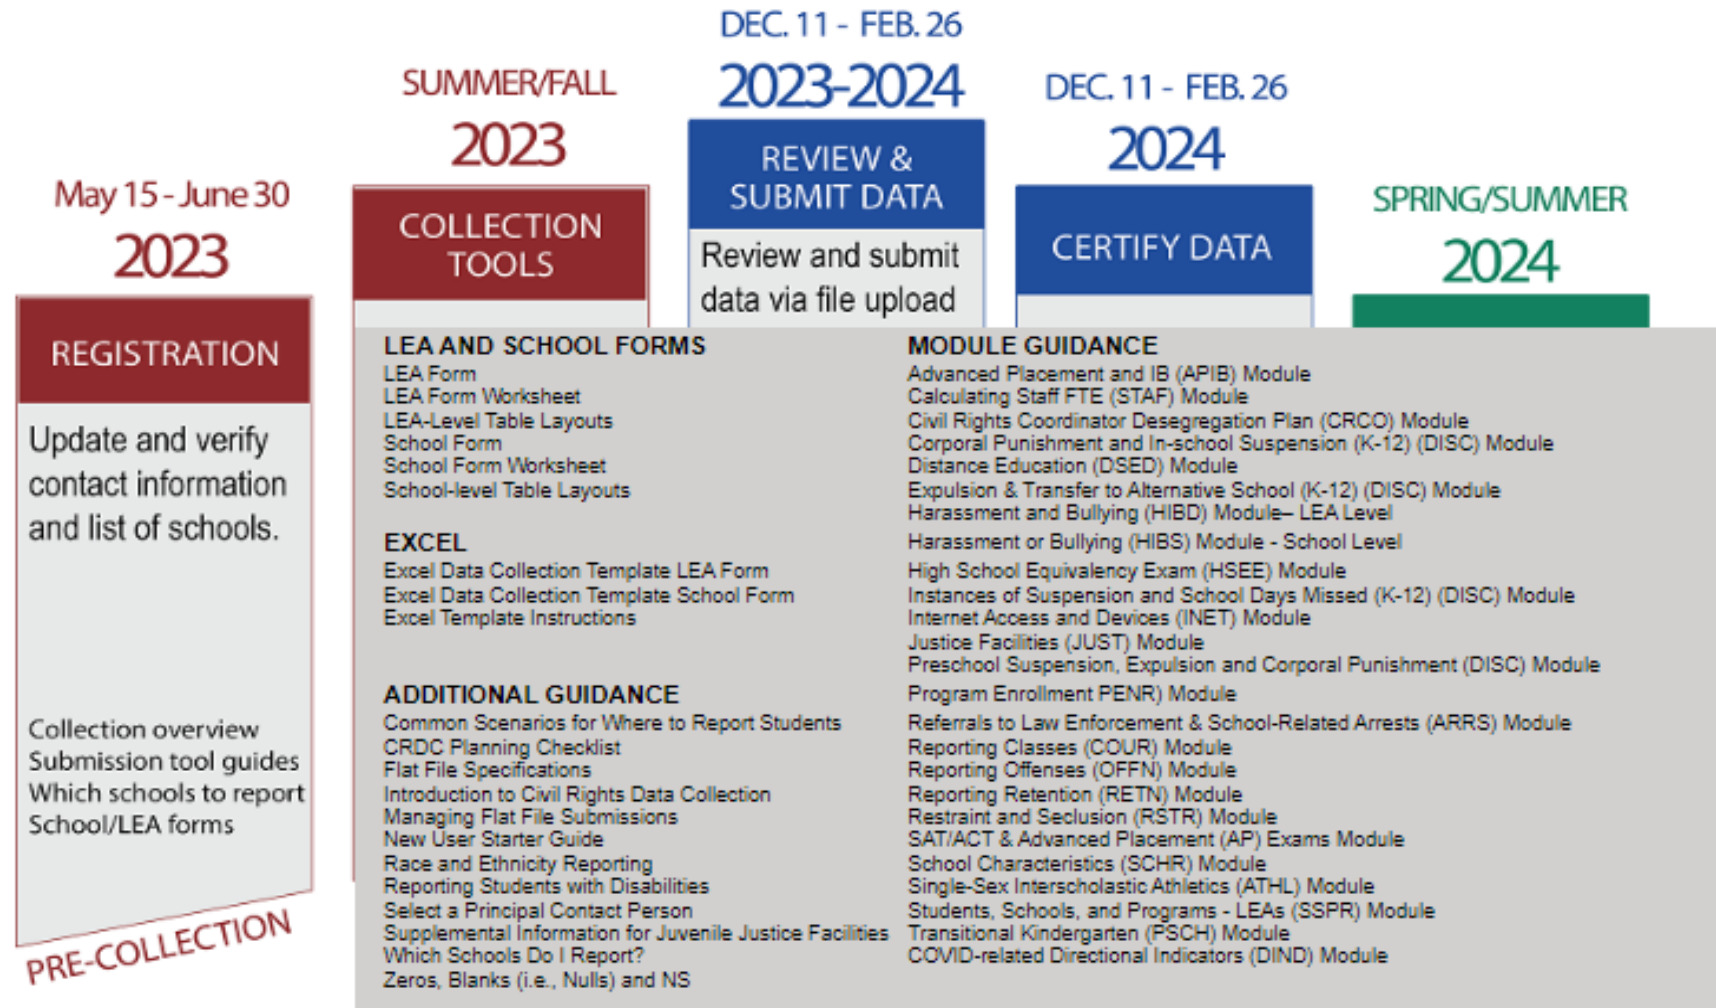 May 15 - June 30
2023
REGISTRATION
Update and verify
contact information
and list of schools.
Collection overview
Submission tool guides
Which schools to report
School/LEA forms
PRE-COLLECTION
SUMMER/FALL
2023
COLLECTION
TOOLS
DEC. 11 - FEB. 26
2023-2024
REVIEW &
SUBMIT DATA
Review and submit
data via file upload
DEC. 11 - FEB. 26
2024
CERTIFY DATA
SPRING/SUMMER
2024
LEA AND SCHOOL FORMS
LEA Form
LEA Form Worksheet
LEA-Level Table Layouts
School Form
School Form Worksheet
School-level Table Layouts
EXCEL
Excel Data Collection Template LEA Form
Excel Data Collection Template School Form
Excel Template Instructions
ADDITIONAL GUIDANCE
Common Scenarios for Where to Report Students
CRDC Planning Checklist
Flat File Specifications
Introduction to Civil Rights Data Collection
Managing Flat File Submissions
New User Starter Guide
Race and Ethnicity Reporting
Reporting Students with Disabilities
Select a Principal Contact Person
Supplemental Information for Juvenile Justice Facilities
Which Schools Do I Report?
Zeros, Blanks (i.e., Nulls) and NS
MODULE GUIDANCE
Advanced Placement and IB (APIB) Module
Calculating Staff FTE (STAF) Module
Civil Rights Coordinator Desegregation Plan (CRCO) Module
Corporal Punishment and In-school Suspension (K-12) (DISC) Module
Distance Education (DSED) Module
Expulsion & Transfer to Alternative School (K-12) (DISC) Module
Harassment and Bullying (HIBD) Module– LEA Level
Harassment or Bullying (HIBS) Module - School Level
High School Equivalency Exam (HSEE) Module
Instances of Suspension and School Days Missed (K-12) (DISC) Module
Internet Access and Devices (INET) Module
Justice Facilities (JUST) Module
Preschool Suspension, Expulsion and Corporal Punishment (DISC) Module
Program Enrollment PENR) Module
Referrals to Law Enforcement & School-Related Arrests (ARRS) Module
Reporting Classes (COUR) Module
Reporting Offenses (OFFN) Module
Reporting Retention (RETN) Module
Restraint and Seclusion (RSTR) Module
SAT/ACT & Advanced Placement (AP) Exams Module
School Characteristics (SCHR) Module
Single-Sex Interscholastic Athletics (ATHL) Module
Students, Schools, and Programs - LEAs (SSPR) Module
Transitional Kindergarten (PSCH) Module
COVID-related Directional Indicators (DIND) Module